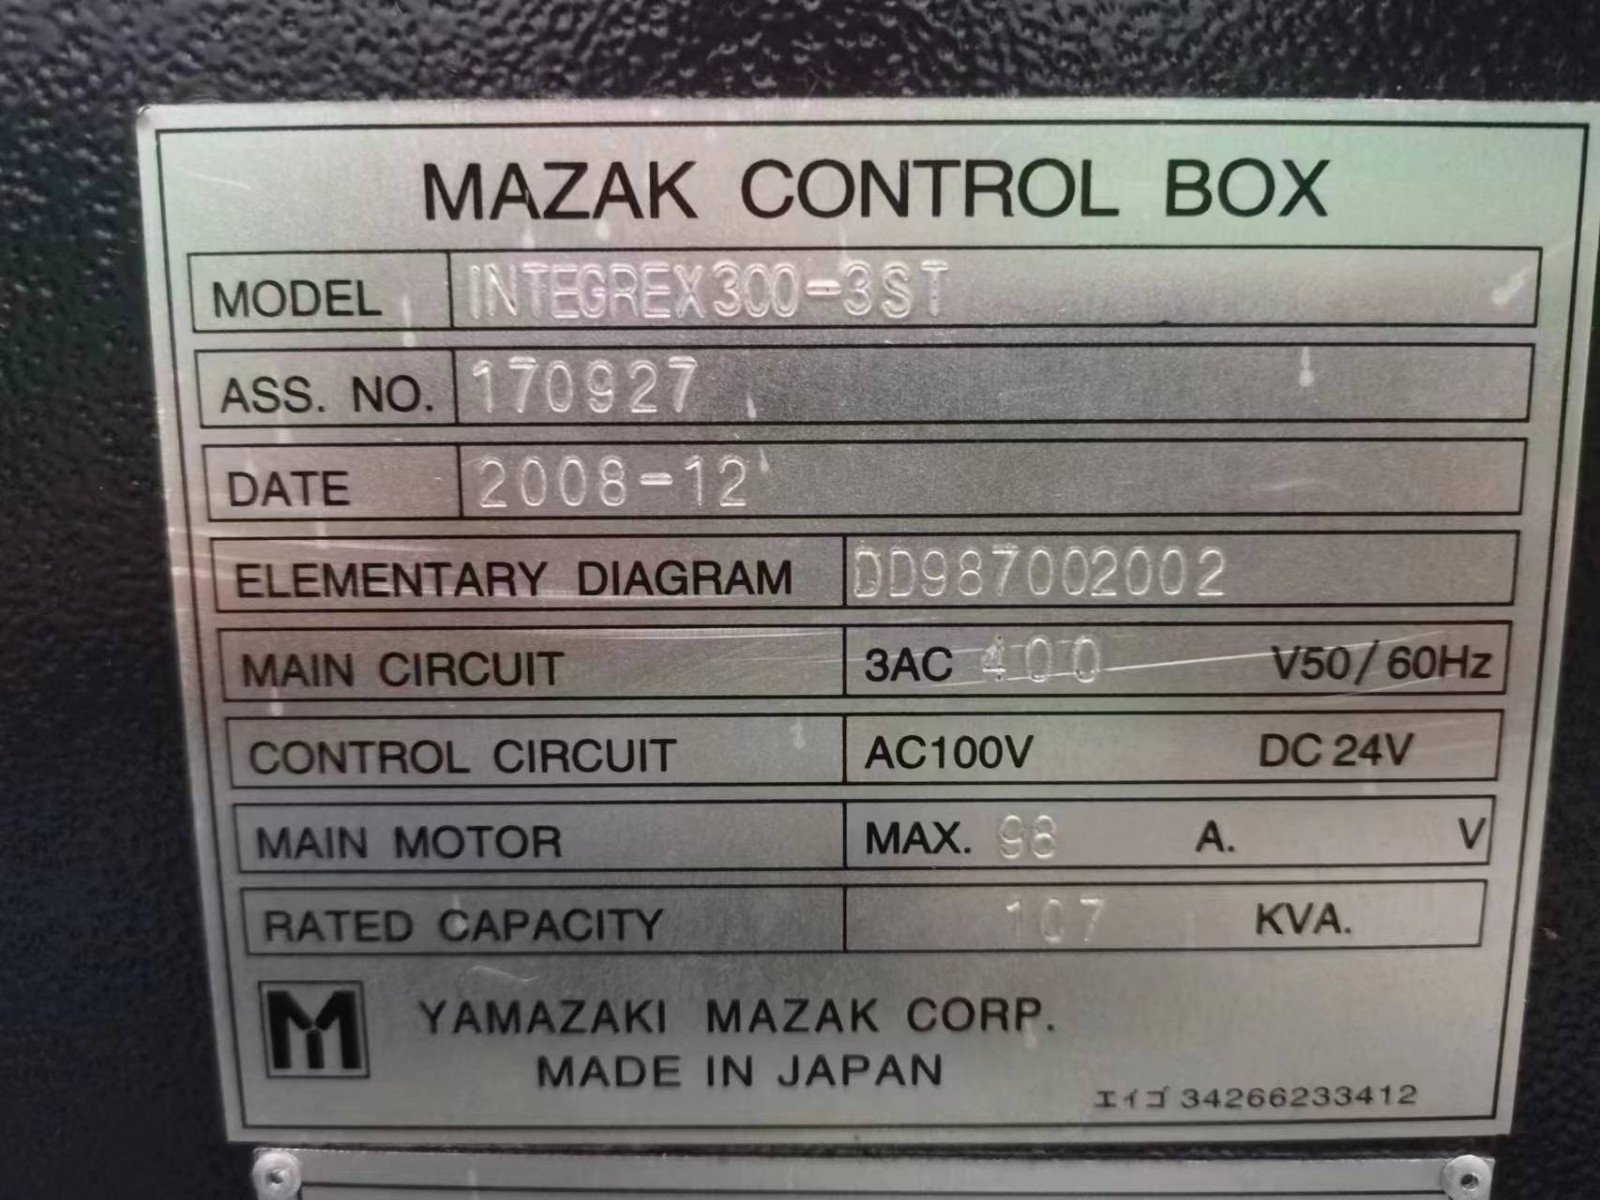 MAZAK CONTROL BOX
MODEL INTEGREX300-3ST
ASS. NO. 170927
DATE 2008-12
ELEMENTARY DIAGRAM DD987002002
MAIN CIRCUIT 3AC 400 V50/60Hz
CONTROL CIRCUIT AC100V DC24V
MAIN MOTOR MAX. 98 A. V
RATED CAPACITY 107 KVA.
M YAMAZAKI MAZAK CORP.
MADE IN JAPAN
エイゴ 34266233412